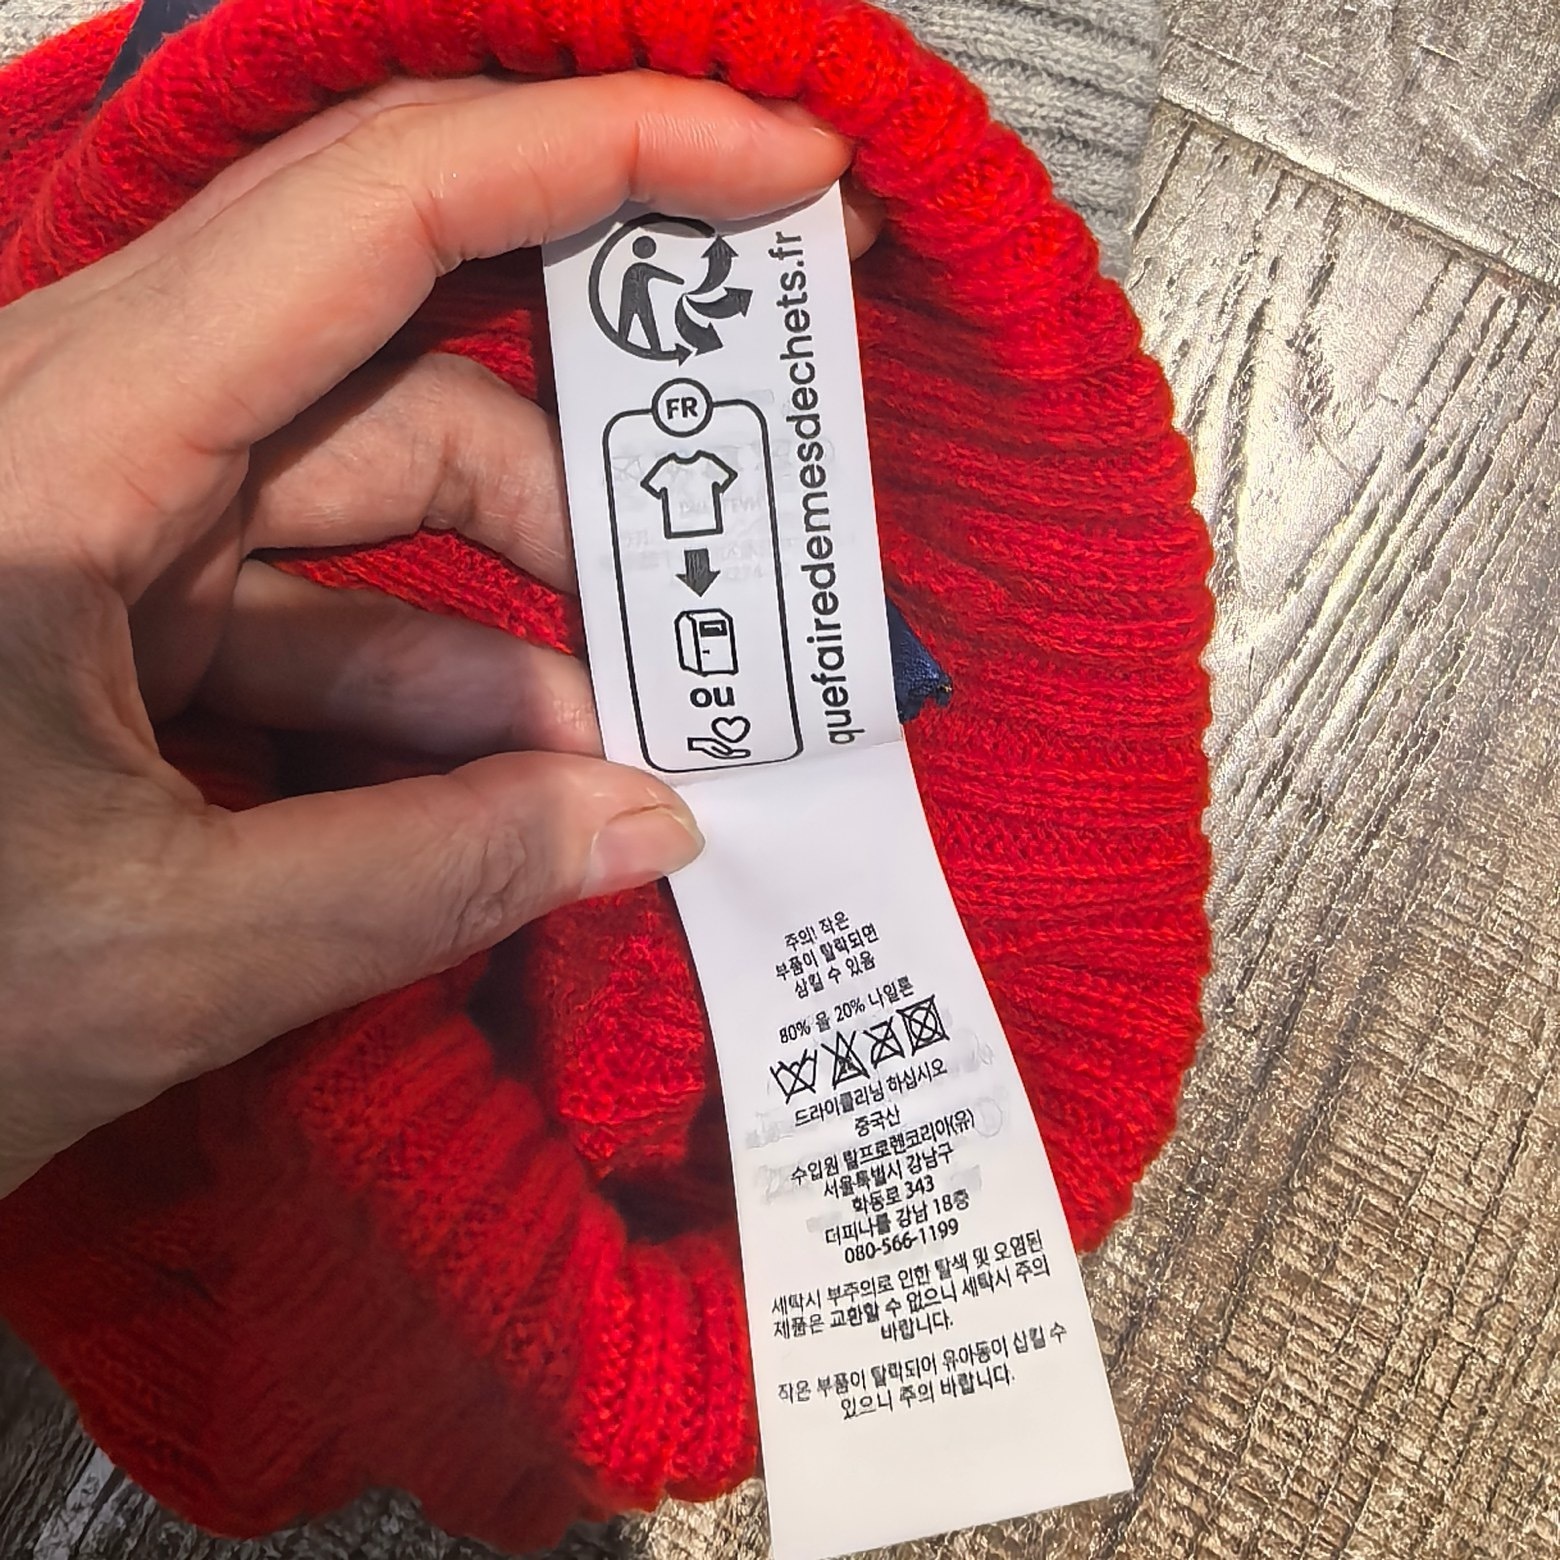 FR
OU
quefairedemesdechets.fr
주의! 작은
부품이 탈락되면
삼킬 수 있음
80% 울 20% 나일론
드라이클리닝 하십시오
중국산
수입원 랄프로렌코리아(유)
서울특별시 강남구
학동로 343
더피나클 강남 18층
080-566-1199
세탁시 부주의로 인한 탈색 및 오염된
제품은 교환할 수 없으니 세탁시 주의
바랍니다.
작은 부품이 탈락되어 유아동이 삼킬 수
있으니 주의 바랍니다.